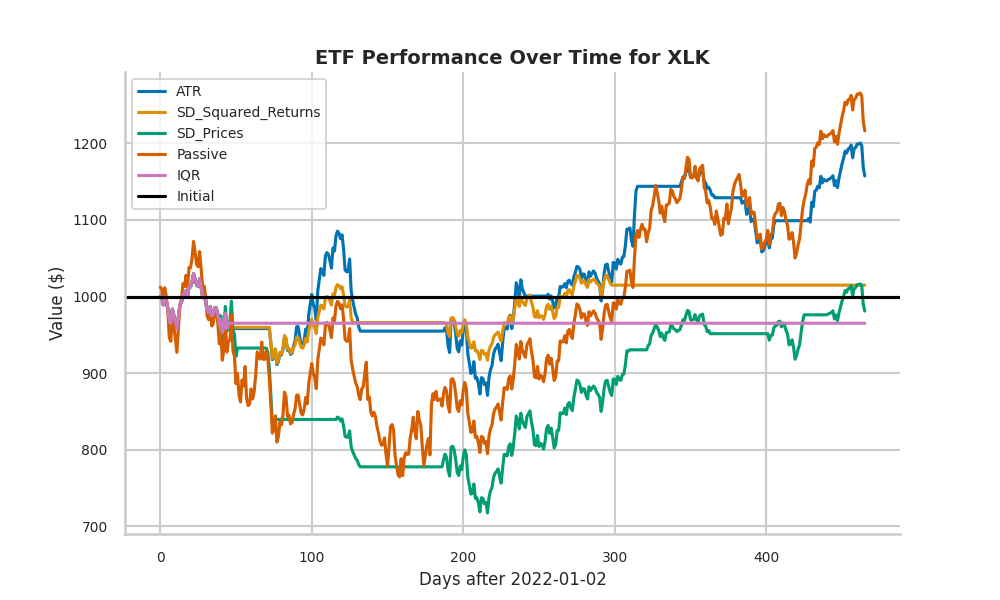 ETF Performance Over Time for XLK
ATR
SD_Squared_Returns
SD_Prices
Passive
IQR
Initial
Value ($)
1200
1100
1000
900
800
700
0 100 200 300 400
Days after 2022-01-02